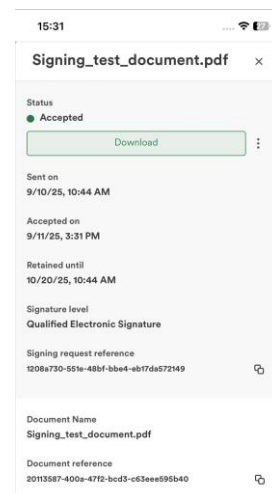 15:31
Signing_test_document.pdf
Status
Accepted
Download
Sent on
9/10/25, 10:44 AM
Accepted on
9/11/25, 3:31 PM
Retained until
10/20/25, 10:44 AM
Signature level
Qualified Electronic Signature
Signing request reference
1208a730-551e-48bf-bbe4-eb17da572149
Document Name
Signing_test_document.pdf
Document reference
20113587-400a-47f2-bcd3-c63eee595b40